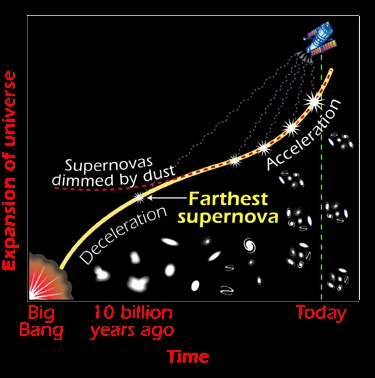 Expansion of universe
Supernovas
dimmed by dust
Farthest
supernova
Deceleration
Acceleration
Big
Bang
10 billion
years ago
Today
Time